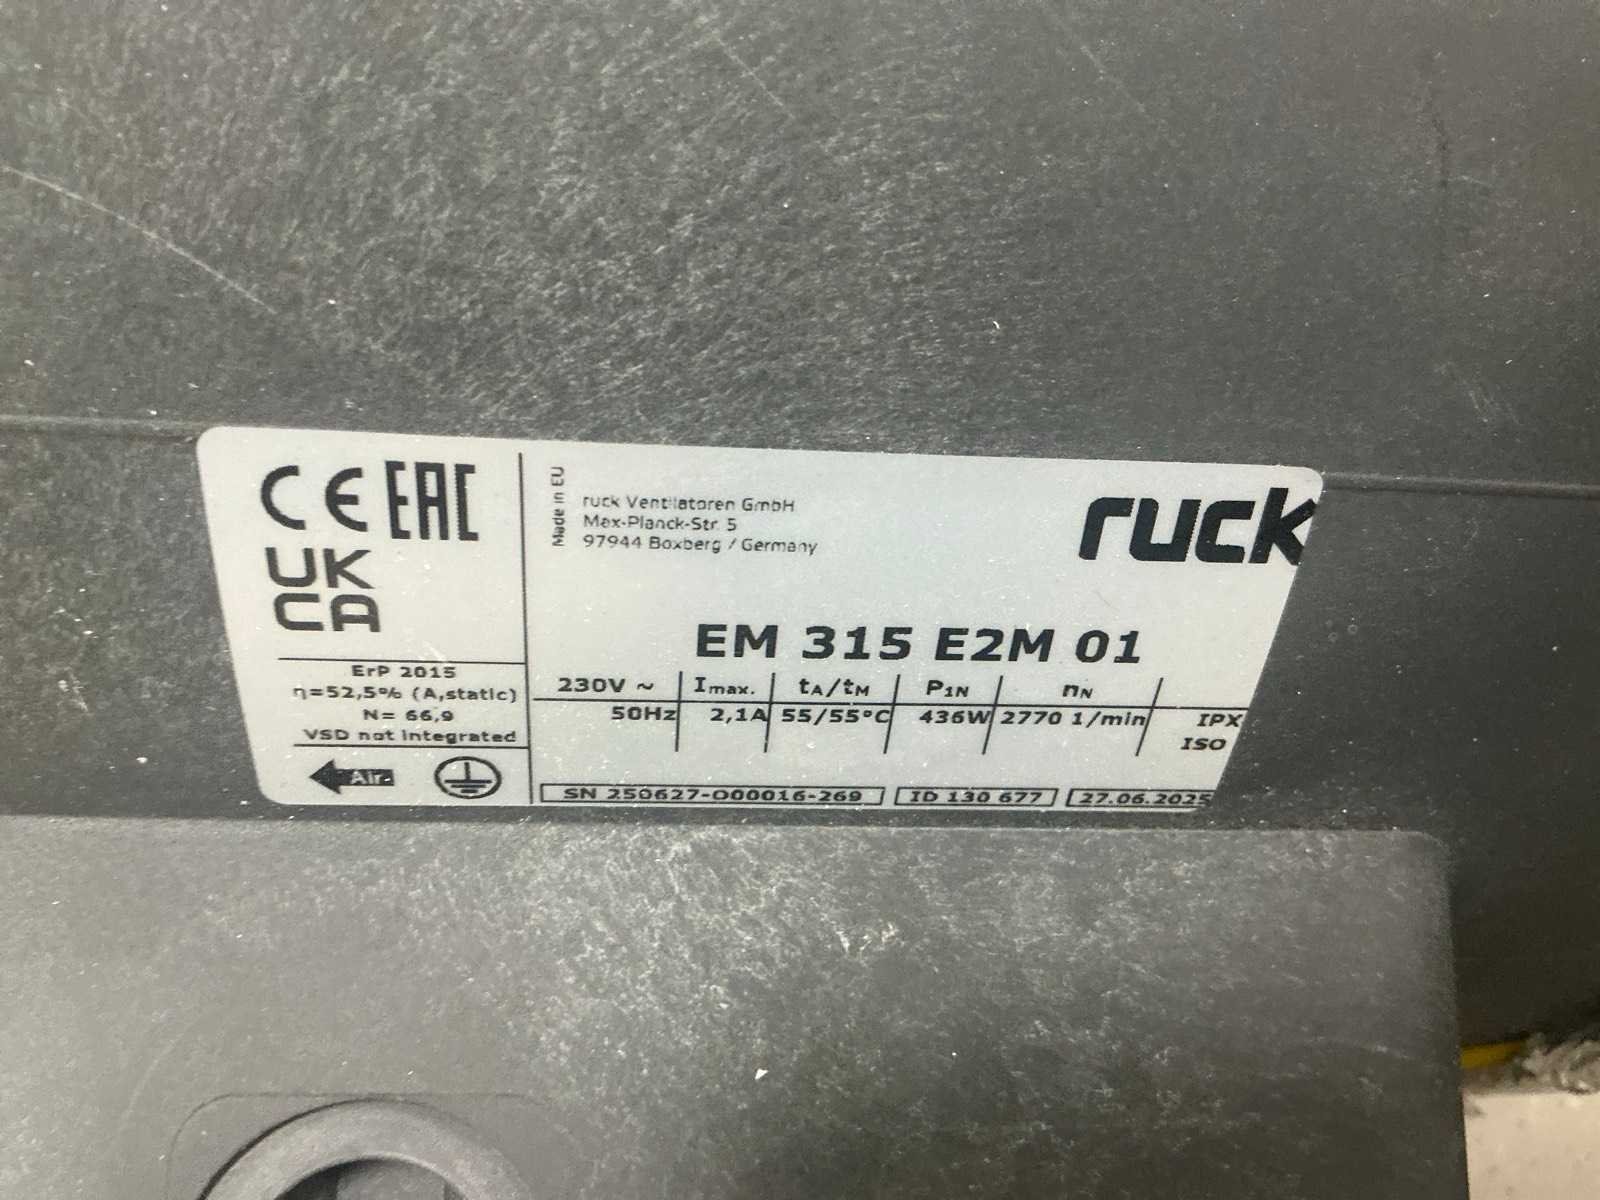 CE EAC
UK
CA
ErP 2015
η=52,5% (A,static)
N= 66,9
VSD not integrated
Air
Made in EU
ruck Ventilatoren GmbH
Max-Planck-Str. 5
97944 Boxberg / Germany
ruck
EM 315 E2M 01
230V ~ Imax. tA/tM P1N nN
50Hz 2,1A 55/55°C 436W 2770 1/min IPX
ISO
SN 250627-O00016-269 ID 130 677 27.06.2025